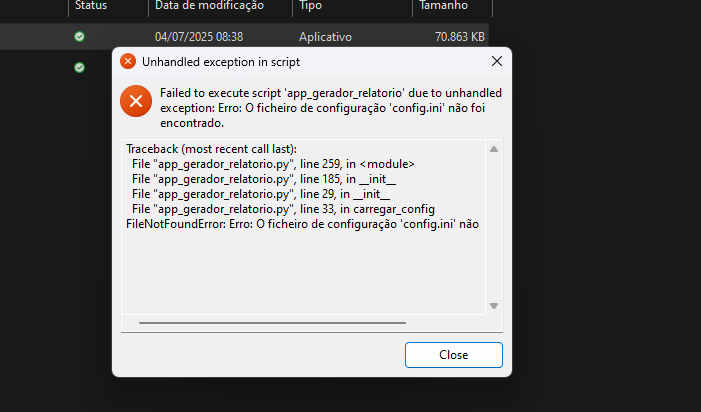 Status Data de modificação Tipo Tamanho
04/07/2025 08:38 Aplicativo 70.863 KB
Unhandled exception in script
Failed to execute script 'app_gerador_relatorio' due to unhandled
exception: Erro: O ficheiro de configuração 'config.ini' não foi
encontrado.
Traceback (most recent call last):
File "app_gerador_relatorio.py", line 259, in <module>
File "app_gerador_relatorio.py", line 185, in __init__
File "app_gerador_relatorio.py", line 29, in __init__
File "app_gerador_relatorio.py", line 33, in carregar_config
FileNotFoundError: Erro: O ficheiro de configuração 'config.ini' não
Close